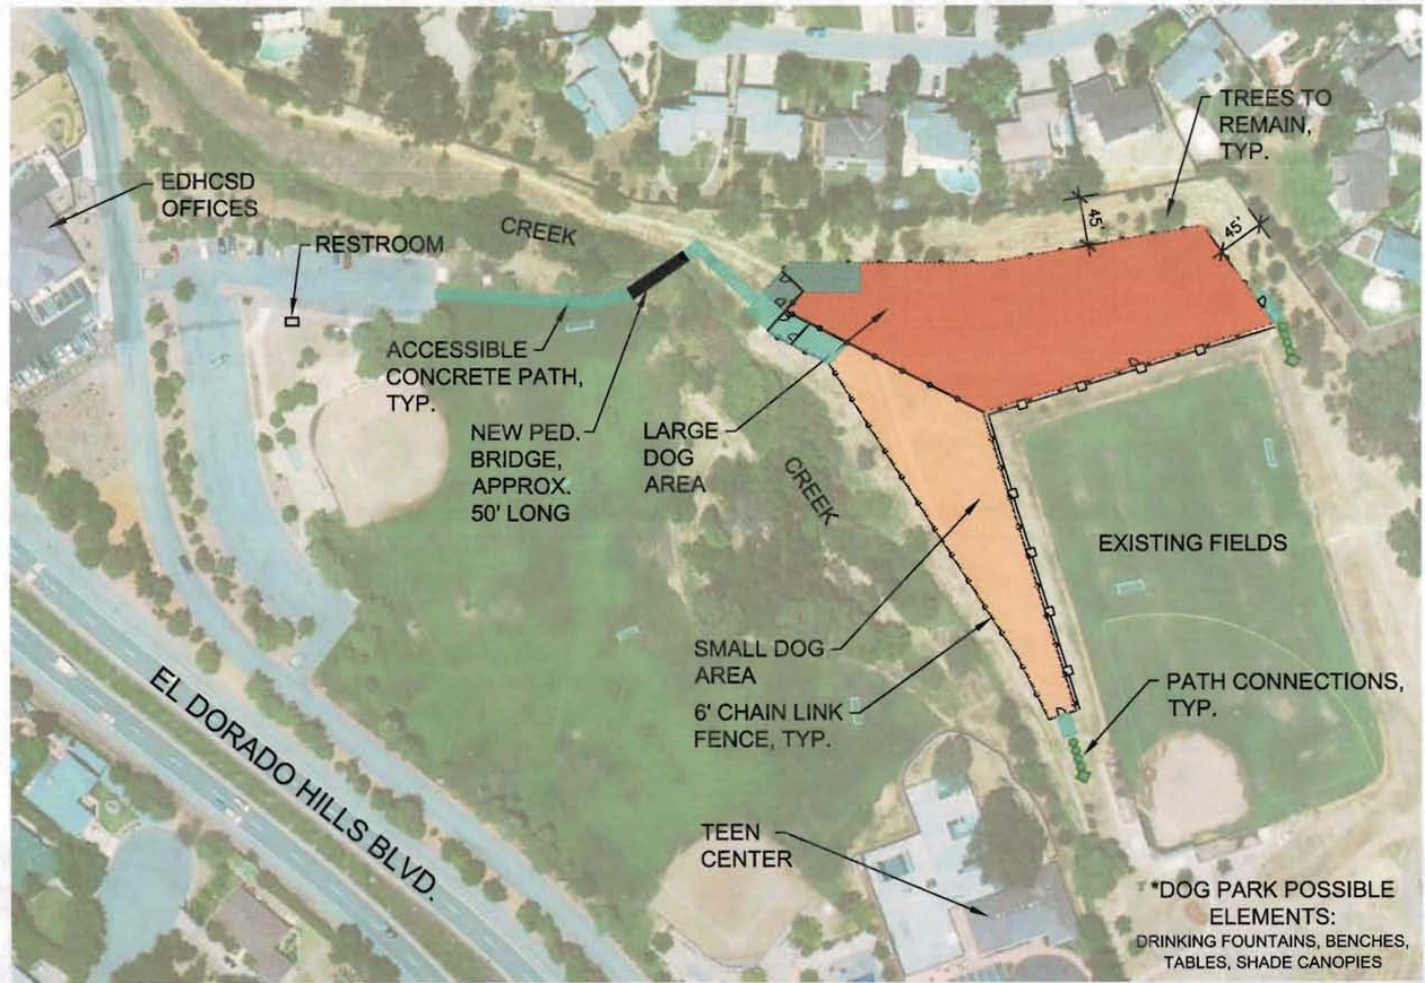 TREES TO
REMAIN,
TYP.
EDHCSD
OFFICES
RESTROOM
CREEK
45'
45'
ACCESSIBLE
CONCRETE PATH,
TYP.
NEW PED.
BRIDGE,
APPROX.
50' LONG
LARGE
DOG
AREA
CREEK
EXISTING FIELDS
SMALL DOG
AREA
6' CHAIN LINK
FENCE, TYP.
PATH CONNECTIONS,
TYP.
EL DORADO HILLS BLVD.
TEEN
CENTER
*DOG PARK POSSIBLE
ELEMENTS:
DRINKING FOUNTAINS, BENCHES,
TABLES, SHADE CANOPIES